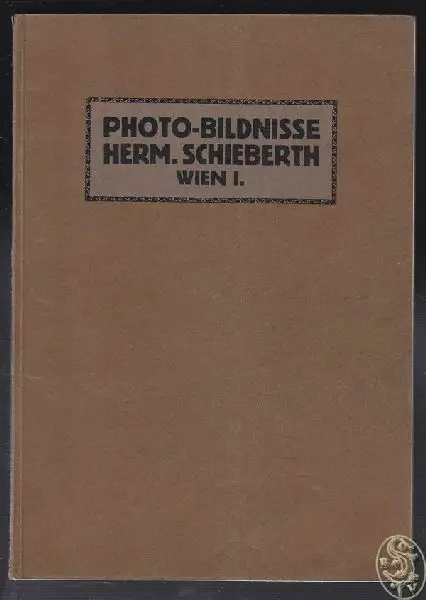 PHOTO-BILDNISSE
HERM. SCHIEBERTH
WIEN I.